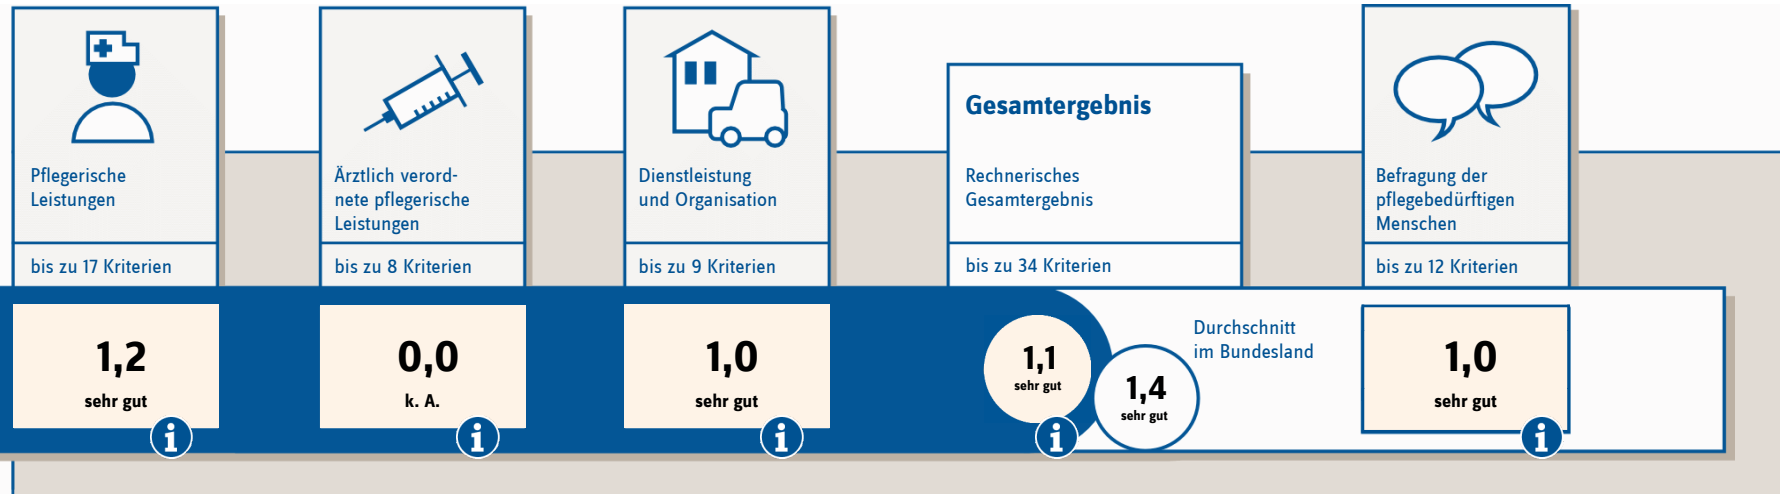 Pflegerische
Leistungen
bis zu 17 Kriterien
1,2
sehr gut
i
Ärztlich verord-
nete pflegerische
Leistungen
bis zu 8 Kriterien
0,0
k. A.
i
Dienstleistung
und Organisation
bis zu 9 Kriterien
1,0
sehr gut
i
Gesamtergebnis
Rechnerisches
Gesamtergebnis
bis zu 34 Kriterien
1,1
sehr gut
i
Durchschnitt
im Bundesland
1,4
sehr gut
Befragung der
pflegebedürftigen
Menschen
bis zu 12 Kriterien
1,0
sehr gut
i